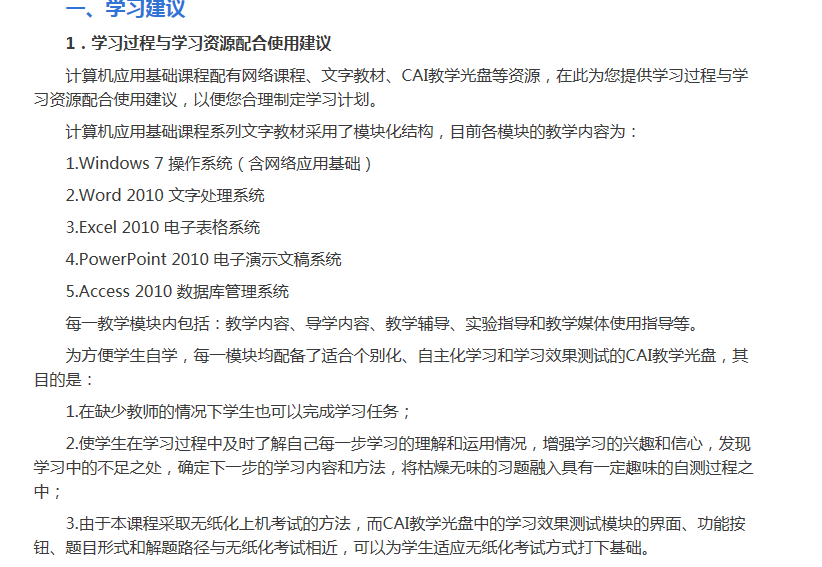 一、学习建议
1．学习过程与学习资源配合使用建议
计算机应用基础课程配有网络课程、文字教材、CAI教学光盘等资源，在此为您提供学习过程与学
习资源配合使用建议，以便您合理制定学习计划。
计算机应用基础课程系列文字教材采用了模块化结构，目前各模块的教学内容为：
1.Windows 7 操作系统（含网络应用基础）
2.Word 2010 文字处理系统
3.Excel 2010 电子表格系统
4.PowerPoint 2010 电子演示文稿系统
5.Access 2010 数据库管理系统
每一教学模块内包括：教学内容、导学内容、教学辅导、实验指导和教学媒体使用指导等。
为方便学生自学，每一模块均配备了适合个别化、自主化学习和学习效果测试的CAI教学光盘，其
目的是：
1.在缺少教师的情况下学生也可以完成学习任务；
2.使学生在学习过程中及时了解自己每一步学习的理解和运用情况，增强学习的兴趣和信心，发现
学习中的不足之处，确定下一步的学习内容和方法，将枯燥无味的习题融入具有一定趣味的自测过程之
中；
3.由于本课程采取无纸化上机考试的方法，而CAI教学光盘中的学习效果测试模块的界面、功能按
钮、题目形式和解题路径与无纸化考试相近，可以为学生适应无纸化考试方式打下基础。